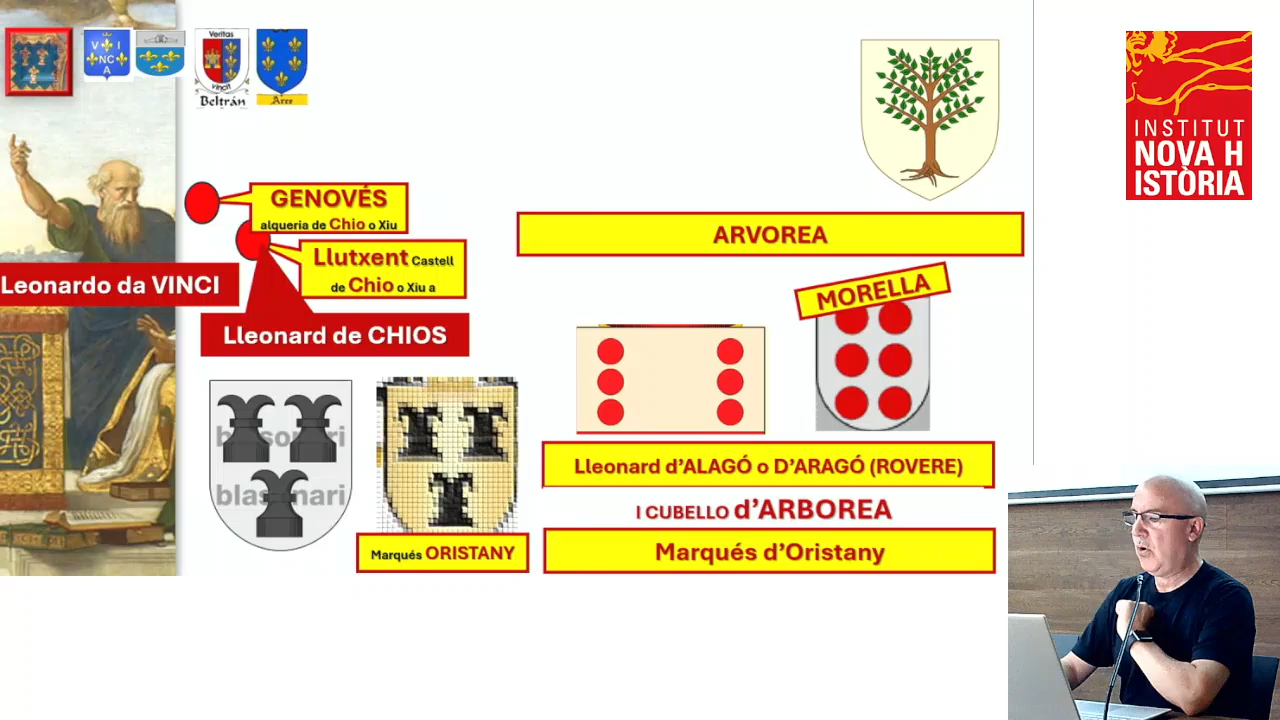 V I
NC
A
Veritas
Vincit
Beltrán
Arce
INSTITUT
NOVA H
ISTÒRIA
GENOVÉS
alqueria de Chio o Xiu
Llutxent Castell
de Chio o Xiu a
Leonardo da VINCI
Lleonard de CHIOS
ARVOREA
MORELLA
blasonari
blasonari
Marqués ORISTANY
Lleonard d'ALAGÓ o D'ARAGÓ (ROVERE)
I CUBELLO d'ARBOREA
Marqués d'Oristany